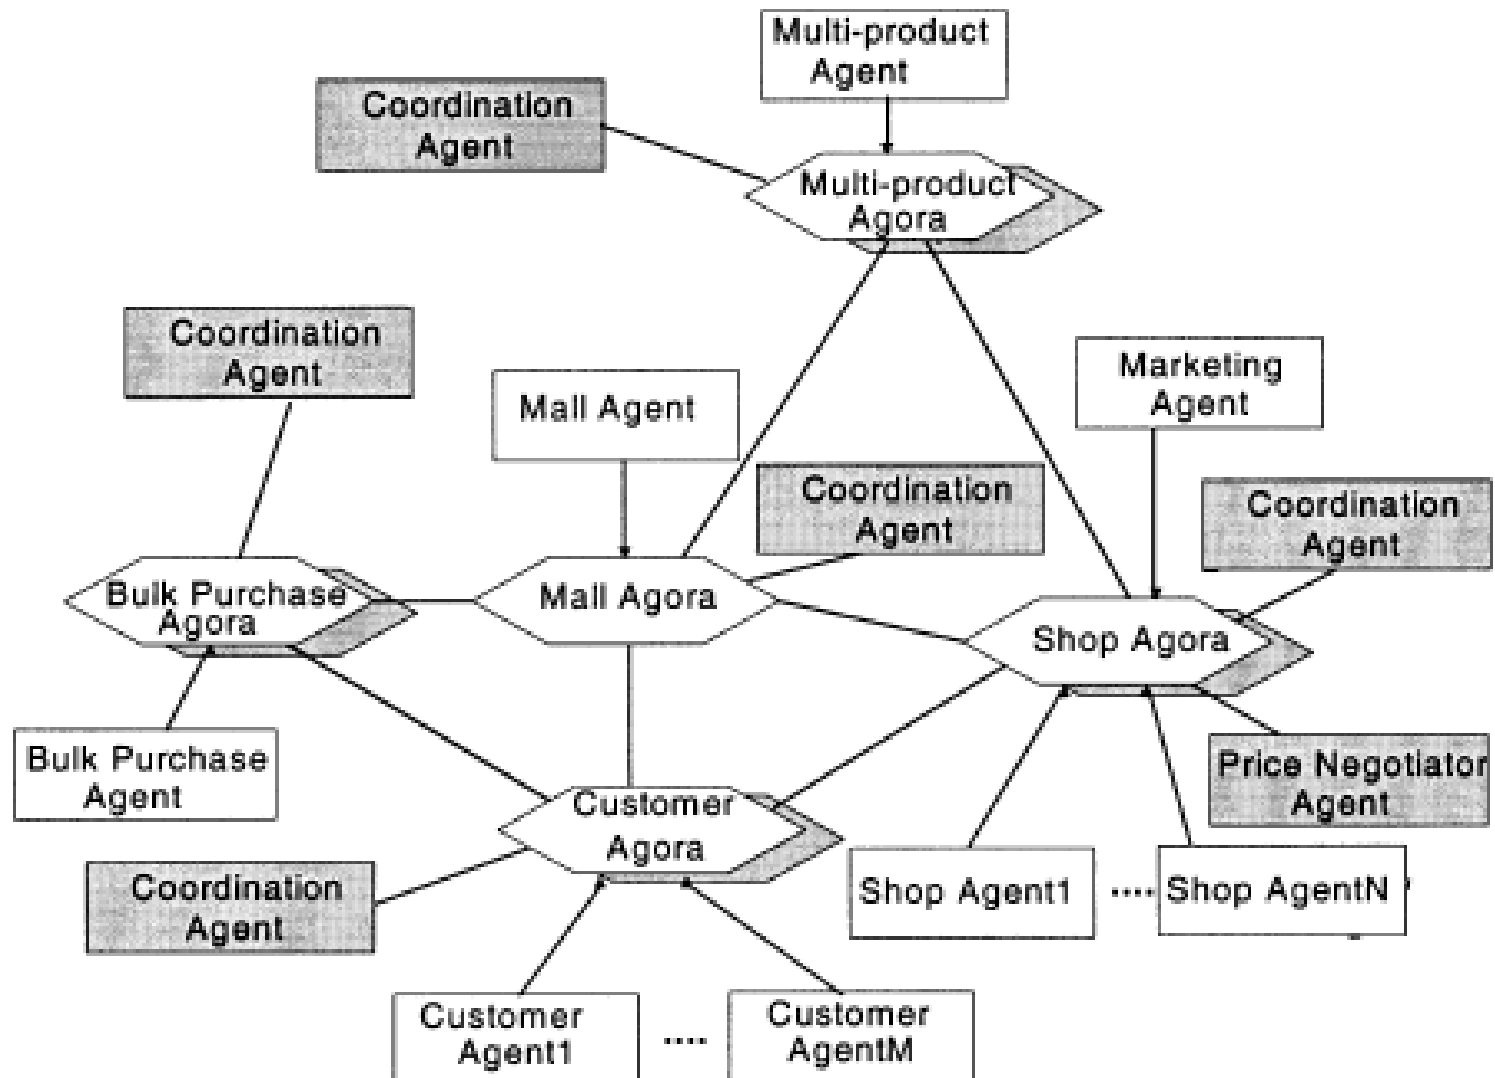 Multi-product
Agent
Coordination
Agent
Multi-product
Agora
Coordination
Agent
Mall Agent
Marketing
Agent
Coordination
Agent
Coordination
Agent
Bulk Purchase
Agora
Mall Agora
Shop Agora
Bulk Purchase
Agent
Customer
Agora
Price Negotiator
Agent
Coordination
Agent
Shop Agent1
....
Shop AgentN
Customer
Agent1
....
Customer
AgentM